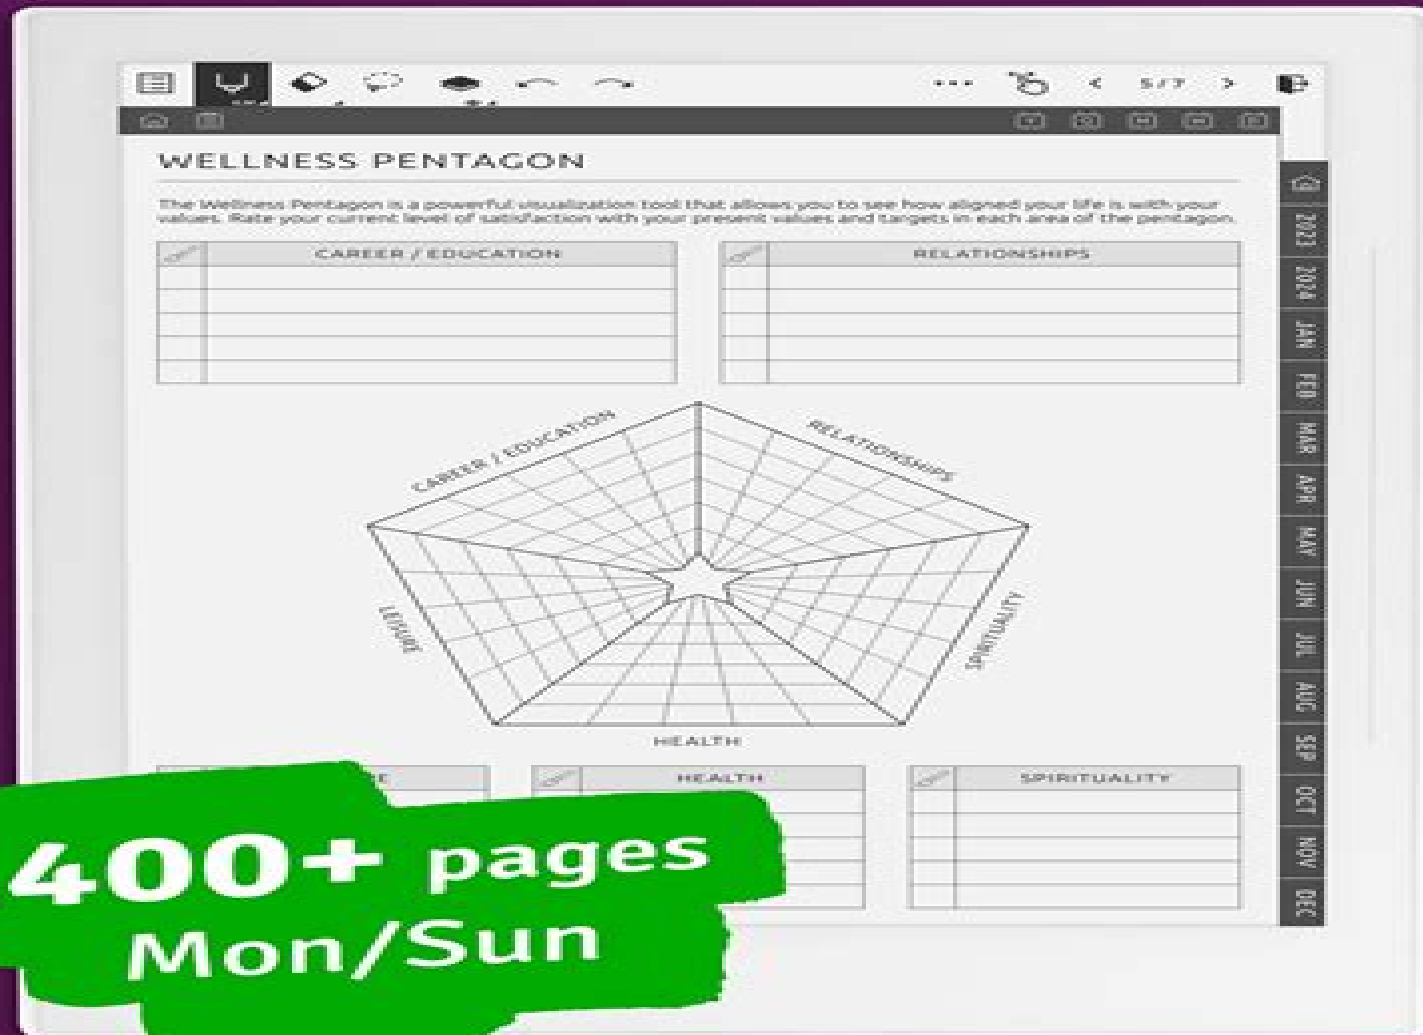 5/7
WELLNESS PENTAGON
The Wellness Pentagon is a powerful visualization tool that allows you to see how aligned your life is with your
values. Rate your current level of satisfaction with your present values and targets in each area of the pentagon.
CAREER / EDUCATION
RELATIONSHIPS
CAREER / EDUCATION
RELATIONSHIPS
LEISURE
SPIRITUALITY
HEALTH
E
HEALTH
SPIRITUALITY
2023
2024
JAN
FEB
MAR
APR
MAY
JUN
JUL
AUG
SEP
OCT
NOV
DEC
400+ pages
Mon/Sun